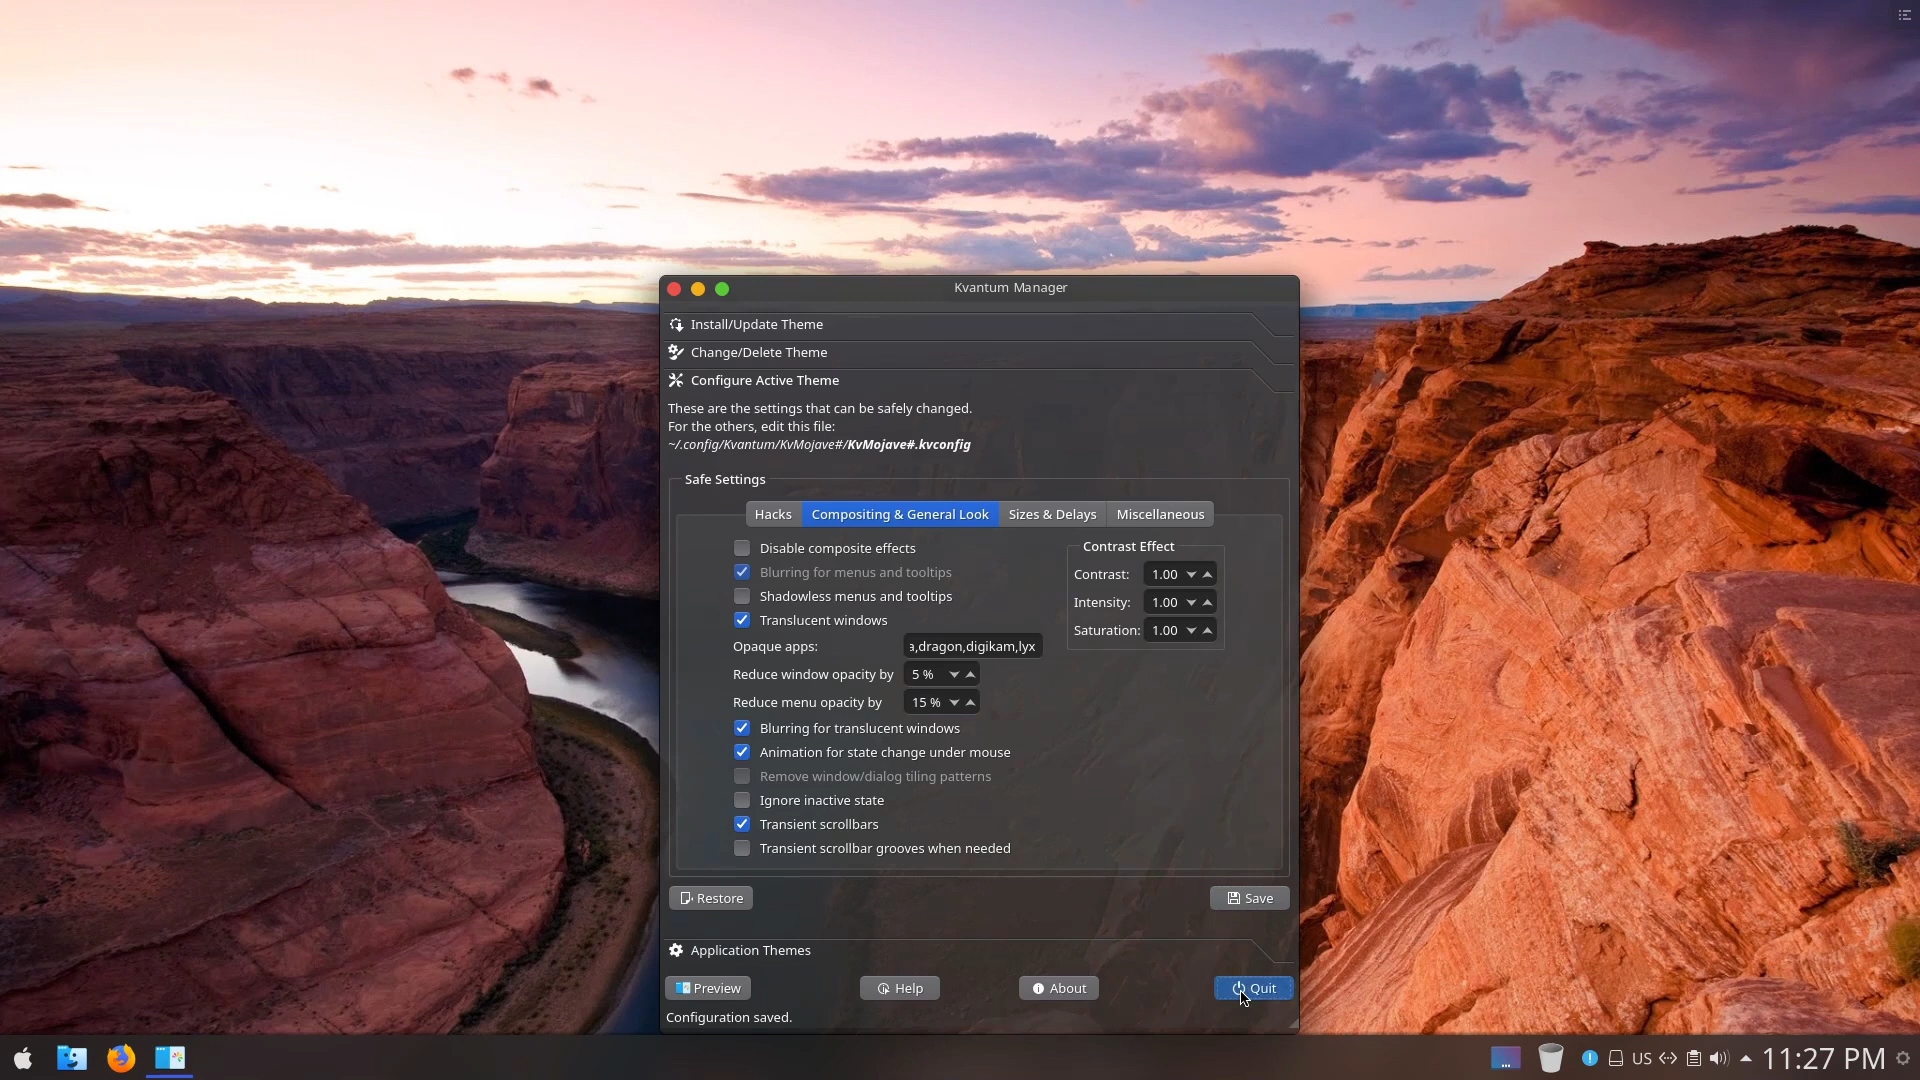 Kvantum Manager
Install/Update Theme
Change/Delete Theme
Configure Active Theme
These are the settings that can be safely changed.
For the others, edit this file:
~/.config/Kvantum/KvMojave#/KvMojave#.kvconfig
Safe Settings
Hacks Compositing & General Look Sizes & Delays Miscellaneous
Disable composite effects
Blurring for menus and tooltips
Shadowless menus and tooltips
Translucent windows
Opaque apps: a,dragon,digikam,lyx
Reduce window opacity by 5 %
Reduce menu opacity by 15 %
Blurring for translucent windows
Animation for state change under mouse
Remove window/dialog tiling patterns
Ignore inactive state
Transient scrollbars
Transient scrollbar grooves when needed
Contrast Effect
Contrast: 1.00
Intensity: 1.00
Saturation: 1.00
Restore Save
Application Themes
Preview Help About Quit
Configuration saved.
US 11:27 PM